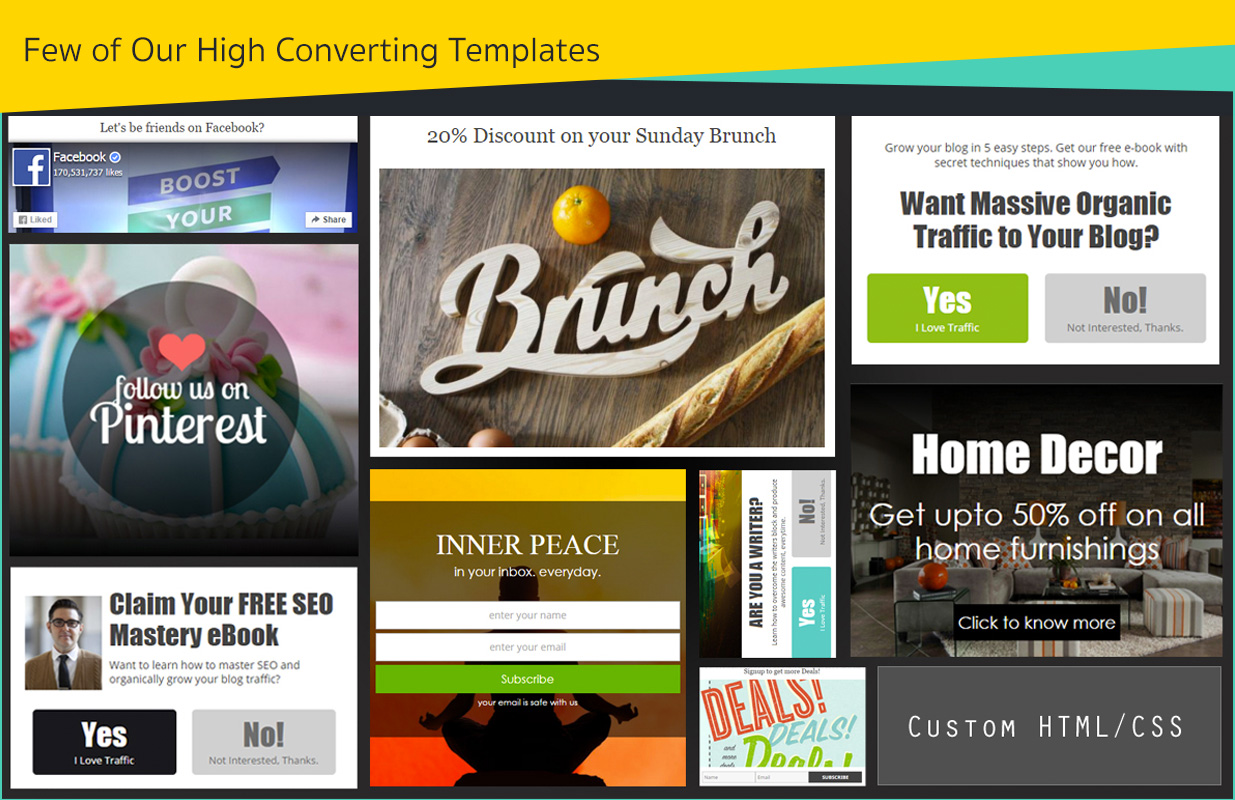 Few of Our High Converting Templates
Let's be friends on Facebook?
Facebook
170,531,737 likes
BOOST
YOUR
Liked
Share
follow us on
Pinterest
Claim Your FREE SEO
Mastery eBook
Want to learn how to master SEO and
organically grow your blog traffic?
Yes
I Love Traffic
No!
Not Interested, Thanks.
20% Discount on your Sunday Brunch
Brunch
INNER PEACE
in your inbox. everyday.
enter your name
enter your email
Subscribe
your email is safe with us
ARE YOU A WRITER?
Learn how to overcome the writers block and produce
awesome content, everytime.
Yes
I Love Traffic
No!
Not Interested, Thanks.
Signup to get more Deals!
DEALS!
DEALS!
and
more
deals
Deals!
Name
Email
SUBSCRIBE
Grow your blog in 5 easy steps. Get our free e-book with
secret techniques that show you how.
Want Massive Organic
Traffic to Your Blog?
Yes
I Love Traffic
No!
Not Interested, Thanks.
Home Decor
Get upto 50% off on all
home furnishings
Click to know more
Custom HTML/CSS